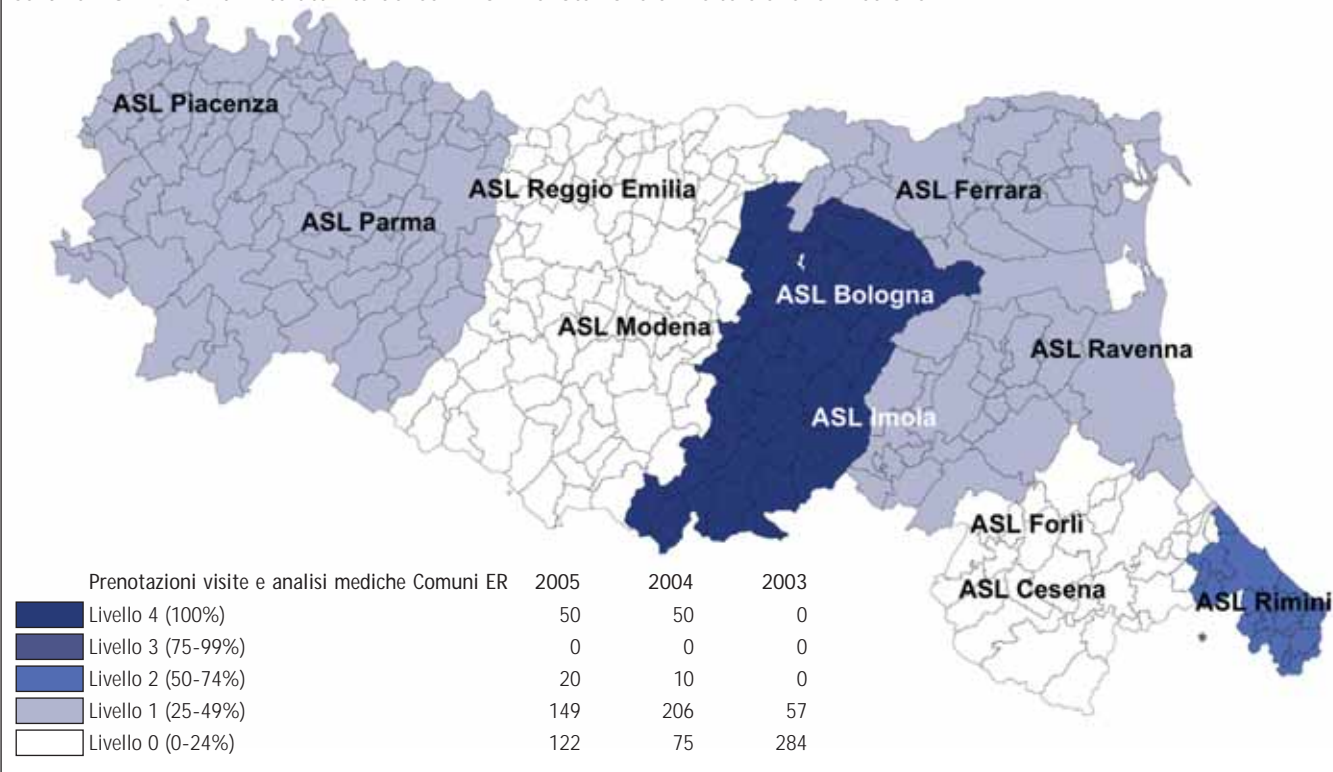 ASL Piacenza
ASL Reggio Emilia
ASL Ferrara
ASL Parma
ASL Bologna
ASL Modena
ASL Ravenna
ASL Imola
ASL Forlì
ASL Cesena
ASL Rimini
Prenotazioni visite e analisi mediche Comuni ER 2005 2004 2003
Livello 4 (100%) 50 50 0
Livello 3 (75-99%) 0 0 0
Livello 2 (50-74%) 20 10 0
Livello 1 (25-49%) 149 206 57
Livello 0 (0-24%) 122 75 284